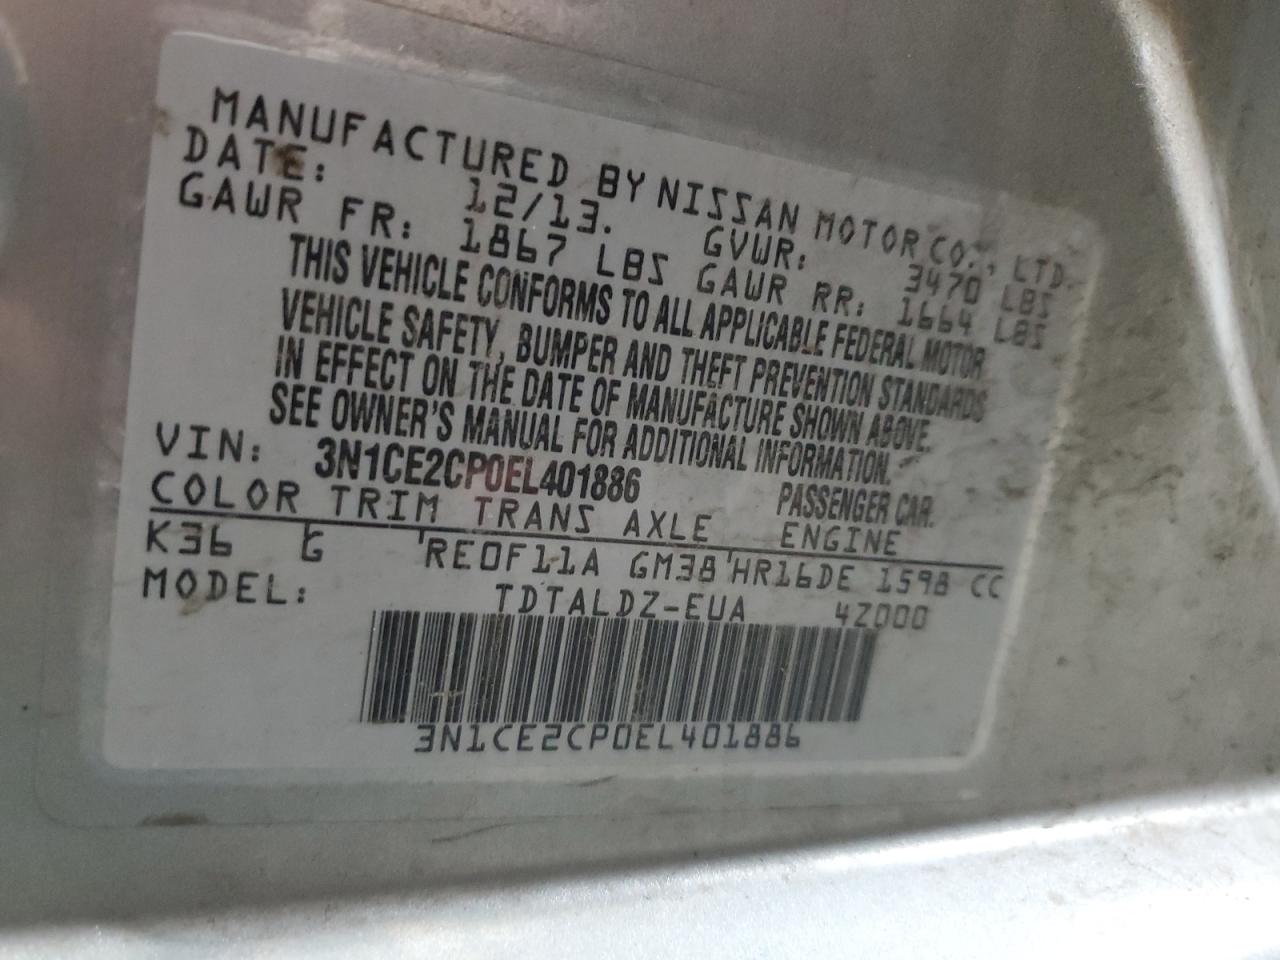 MANUFACTURED BY NISSAN MOTOR CO., LTD.
DATE: 12/13. GVWR: 3470 LBS
GAWR FR: 1867 LBS GAWR RR: 1664 LBS
THIS VEHICLE CONFORMS TO ALL APPLICABLE FEDERAL MOTOR
VEHICLE SAFETY, BUMPER AND THEFT PREVENTION STANDARDS
IN EFFECT ON THE DATE OF MANUFACTURE SHOWN ABOVE.
SEE OWNER'S MANUAL FOR ADDITIONAL INFORMATION.
VIN: 3N1CE2CP0EL401886 PASSENGER CAR.
COLOR TRIM TRANS AXLE ENGINE
K36 G RE0F11A GM38 HR16DE 1598 CC
MODEL: TDTALDZ-EUA 4Z000
3N1CE2CP0EL401886